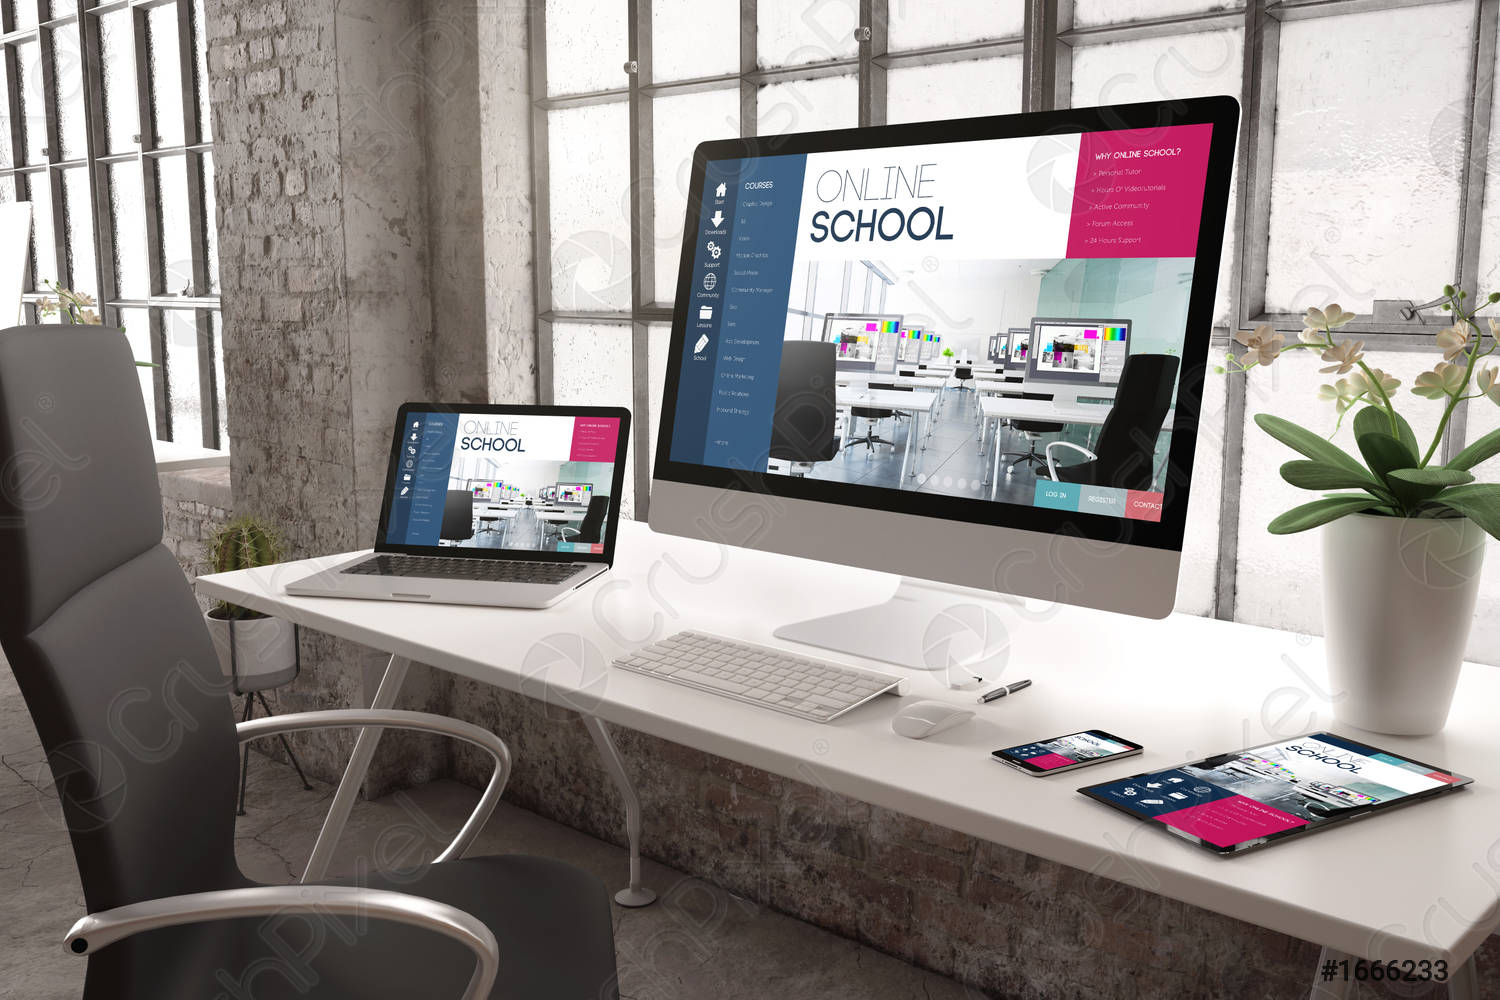 COURSES
Start
Downloads
Support
Community
Lessons
School
Graphic Design
Video
Motion Graphics
Social Media
Community Manager
Seo
Sem
App Development
Web Design
Online Marketing
Public Relations
Inbound Strategy
+ more
ONLINE
SCHOOL
WHY ONLINE SCHOOL?
> Personal Tutor
> Hours Of Videotutorials
> Active Community
> Forum Access
> 24 Hours Support
LOG IN
REGISTER
CONTACT
COURSES
ONLINE
SCHOOL
WHY ONLINE SCHOOL?
SCHOOL
ONLINE
SCHOOL
WHY ONLINE SCHOOL?
CrushPixel
#1666233